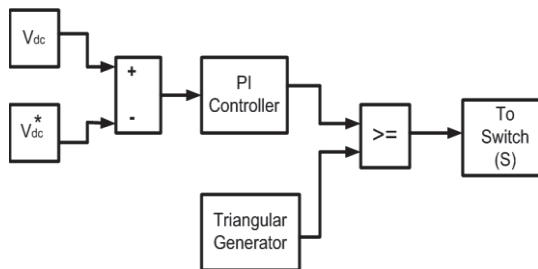 Vdc
+
-
Vdc*
PI
Controller
>=
To
Switch
(S)
Triangular
Generator